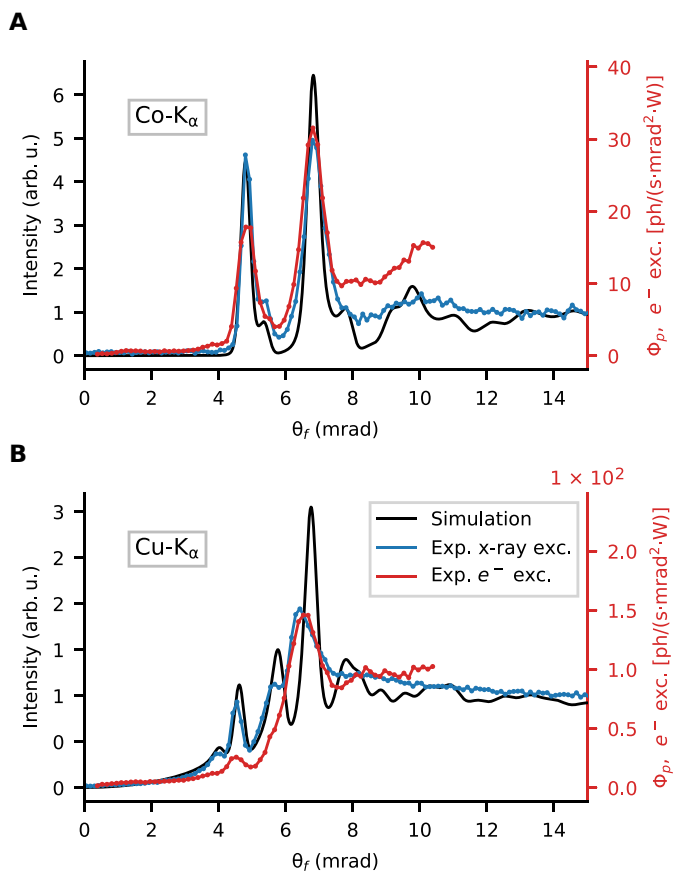 A
Co-Kα
Intensity (arb. u.)
6
5
4
3
2
1
0
40
30
20
10
0
Φp, e− exc. [ph/(s·mrad²·W)]
0 2 4 6 8 10 12 14
θf (mrad)
B
1 × 10²
Cu-Kα
Simulation
Exp. x-ray exc.
Exp. e− exc.
Intensity (arb. u.)
3
2
2
1
1
0
0
2.0
1.5
1.0
0.5
0.0
Φp, e− exc. [ph/(s·mrad²·W)]
0 2 4 6 8 10 12 14
θf (mrad)